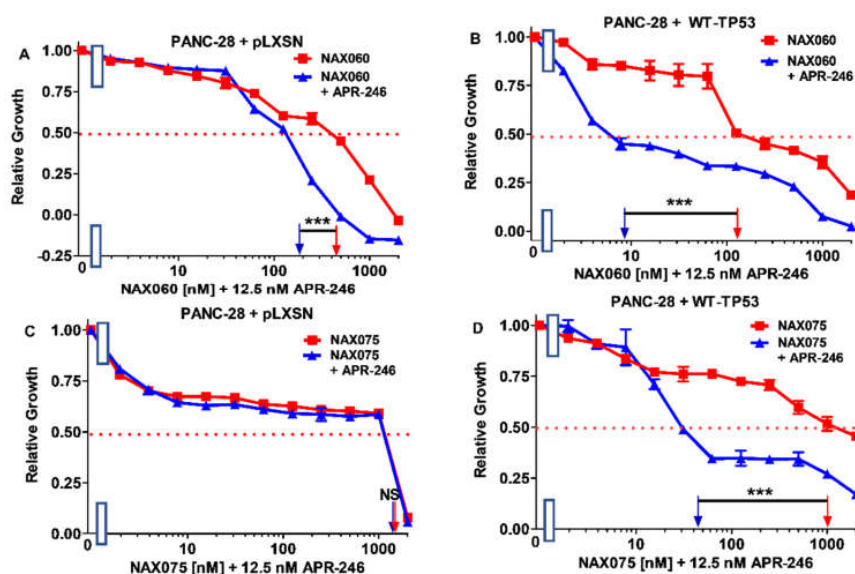 A
PANC-28 + pLXSN
NAX060
NAX060
+ APR-246
Relative Growth
1.00
0.75
0.50
0.25
0.00
-0.25
***
0
10
100
1000
NAX060 [nM] + 12.5 nM APR-246
B
PANC-28 + WT-TP53
NAX060
NAX060
+ APR-246
Relative Growth
1.00
0.75
0.50
0.25
0.00
***
0
10
100
1000
NAX060 [nM] + 12.5 nM APR-246
C
PANC-28 + pLXSN
NAX075
NAX075
+ APR-246
Relative Growth
1.00
0.75
0.50
0.25
0.00
NS
0
10
100
1000
NAX075 [nM] + 12.5 nM APR-246
D
PANC-28 + WT-TP53
NAX075
NAX075
+ APR-246
Relative Growth
1.00
0.75
0.50
0.25
0.00
***
0
10
100
1000
NAX075 [nM] + 12.5 nM APR-246